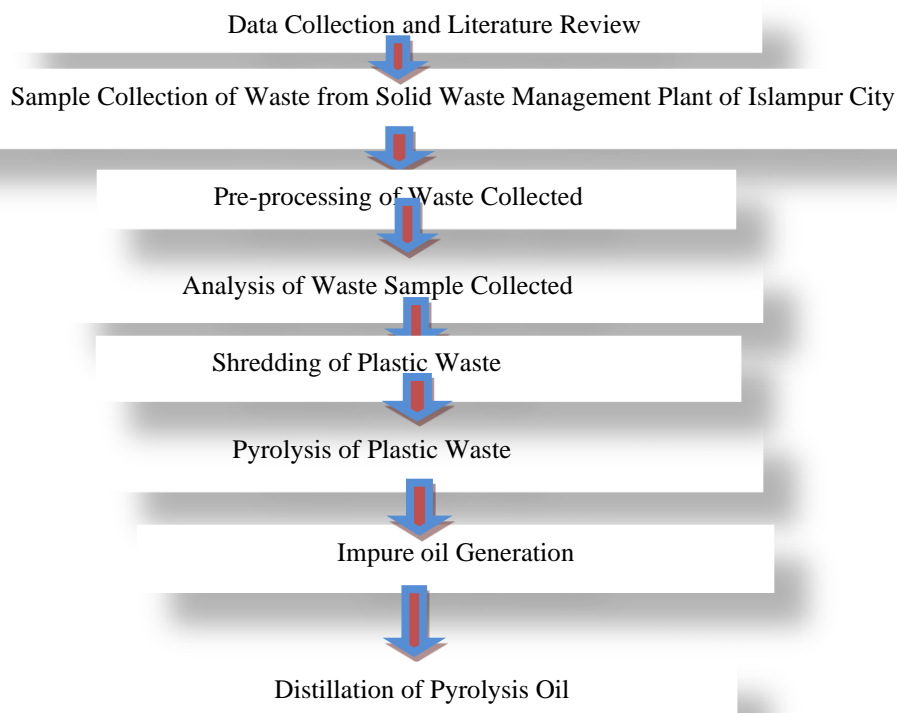 Data Collection and Literature Review
Sample Collection of Waste from Solid Waste Management Plant of Islampur City
Pre-processing of Waste Collected
Analysis of Waste Sample Collected
Shredding of Plastic Waste
Pyrolysis of Plastic Waste
Impure oil Generation
Distillation of Pyrolysis Oil